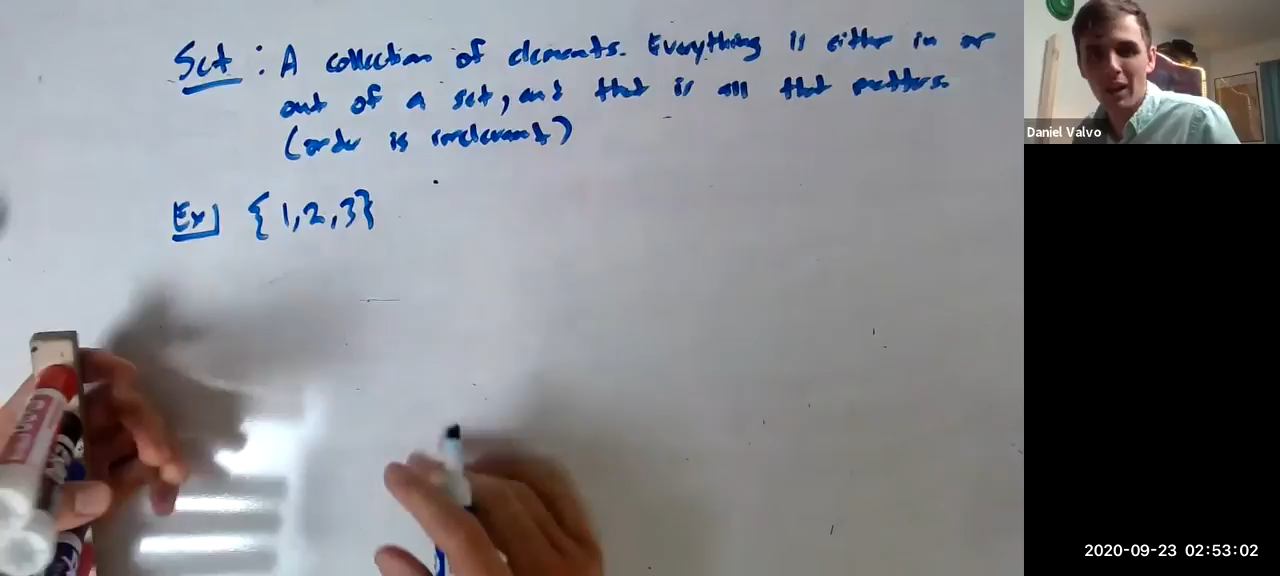 Set : A collection of elements. Everything is either in or
out of a set, and that is all that matters.
(order is irrelevant)
Ex] { 1, 2, 3}
Daniel Valvo
2020-09-23 02:53:02